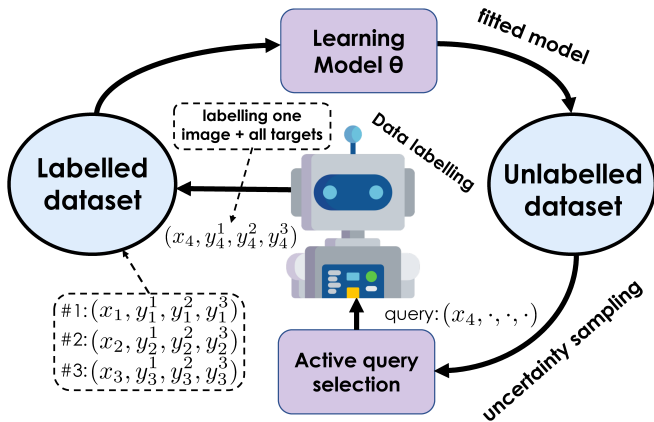 Learning
Model θ
fitted model
labelling one
image + all targets
Data labelling
Labelled
dataset
Unlabelled
dataset
(x_4, y_4^1, y_4^2, y_4^3)
#1:(x_1, y_1^1, y_1^2, y_1^3)
#2:(x_2, y_2^1, y_2^2, y_2^3)
#3:(x_3, y_3^1, y_3^2, y_3^3)
query:(x_4, ·, ·, ·)
Active query
selection
uncertainty sampling